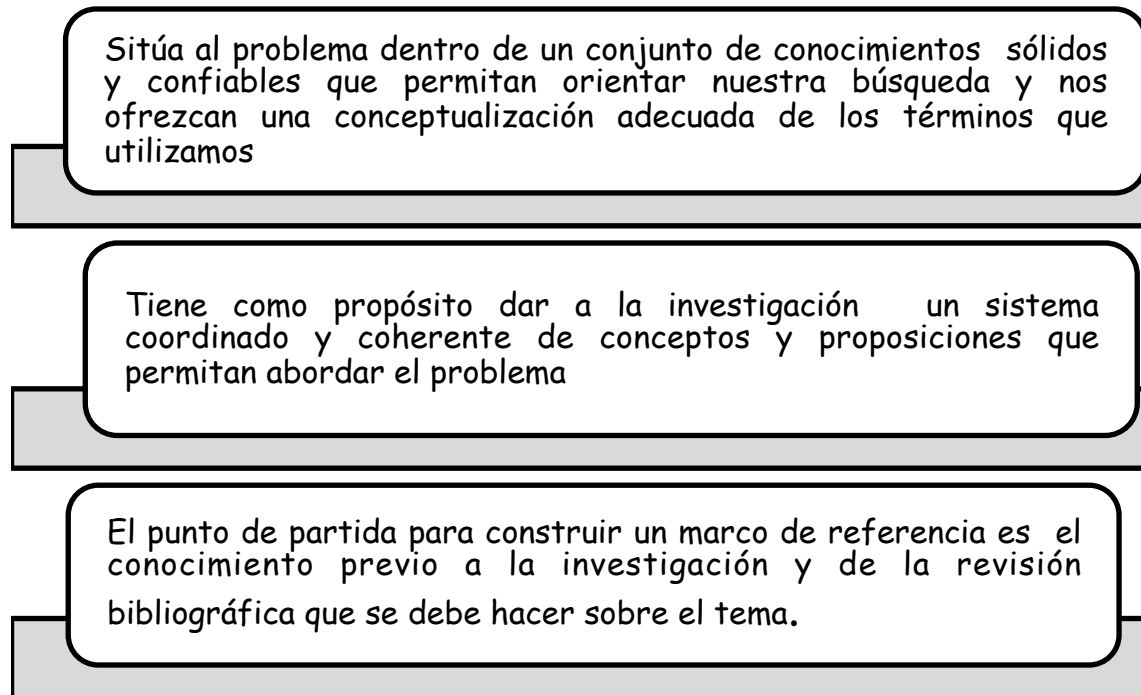 Sitúa al problema dentro de un conjunto de conocimientos sólidos
y confiables que permitan orientar nuestra búsqueda y nos
ofrezcan una conceptualización adecuada de los términos que
utilizamos
Tiene como propósito dar a la investigación un sistema
coordinado y coherente de conceptos y proposiciones que
permitan abordar el problema
El punto de partida para construir un marco de referencia es el
conocimiento previo a la investigación y de la revisión
bibliográfica que se debe hacer sobre el tema.